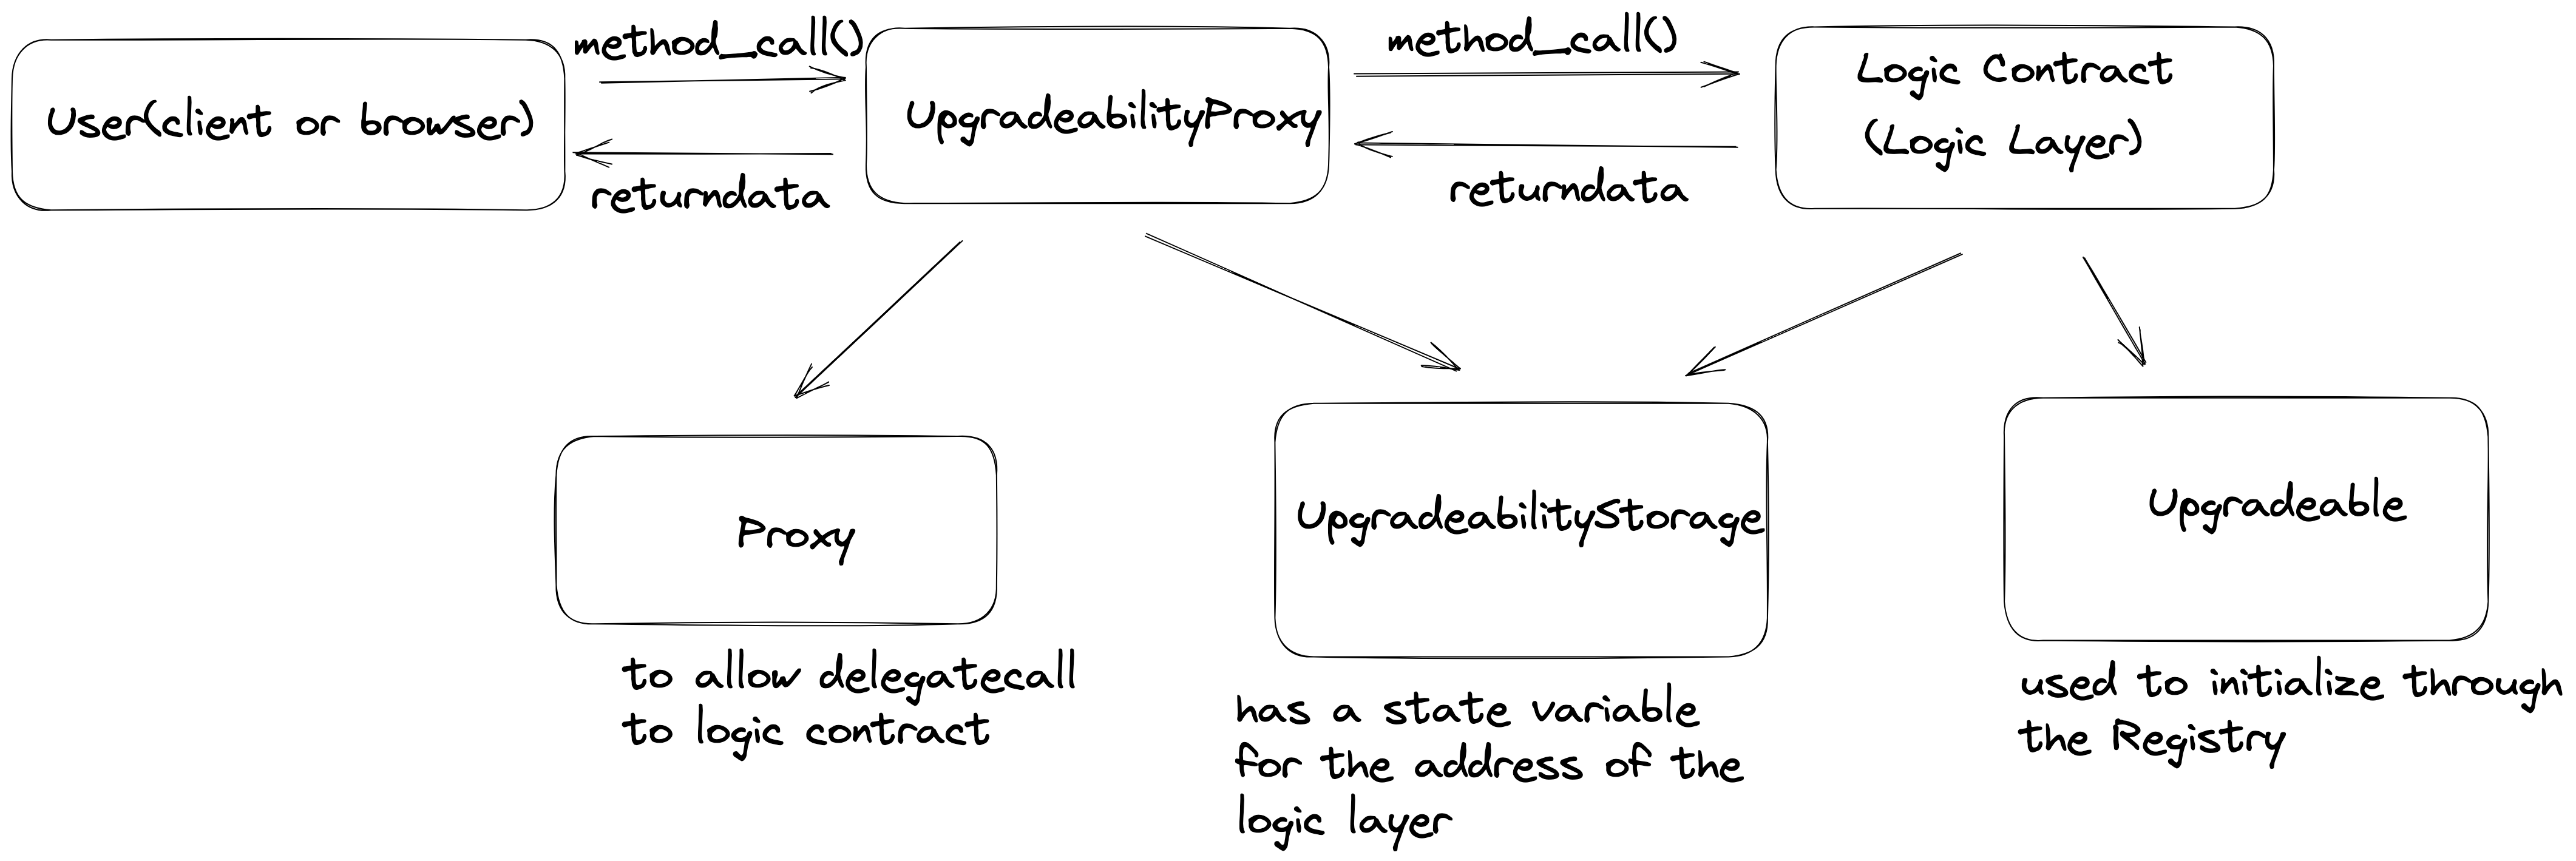 method_call()
method_call()
User(client or browser)
UpgradeabilityProxy
Logic Contract
(Logic Layer)
returndata
returndata
Proxy
UpgradeabilityStorage
Upgradeable
to allow delegatecall
to logic contract
has a state variable
for the address of the
logic layer
used to initialize through
the Registry